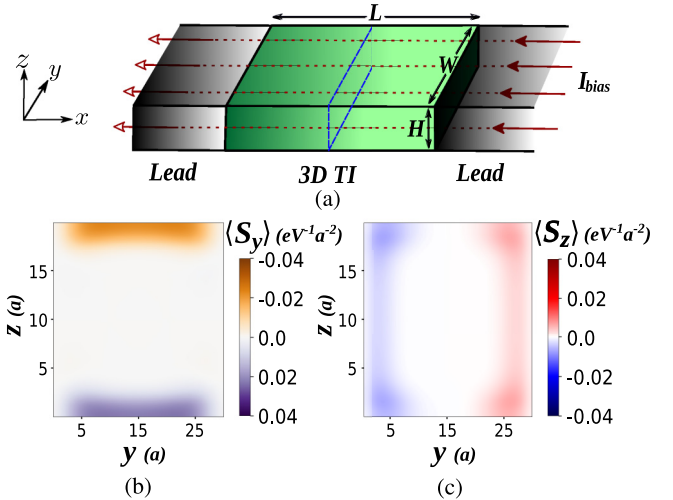 L
z
y
x
W
H
I_bias
Lead
3D TI
Lead
(a)
⟨S_y⟩ (eV⁻¹a⁻²)
-0.04
-0.02
0.0
0.02
0.04
15
10
5
z (a)
5 15 25
y (a)
(b)
⟨S_z⟩ (eV⁻¹a⁻²)
0.04
0.02
0.0
-0.02
-0.04
15
10
5
z (a)
5 15 25
y (a)
(c)